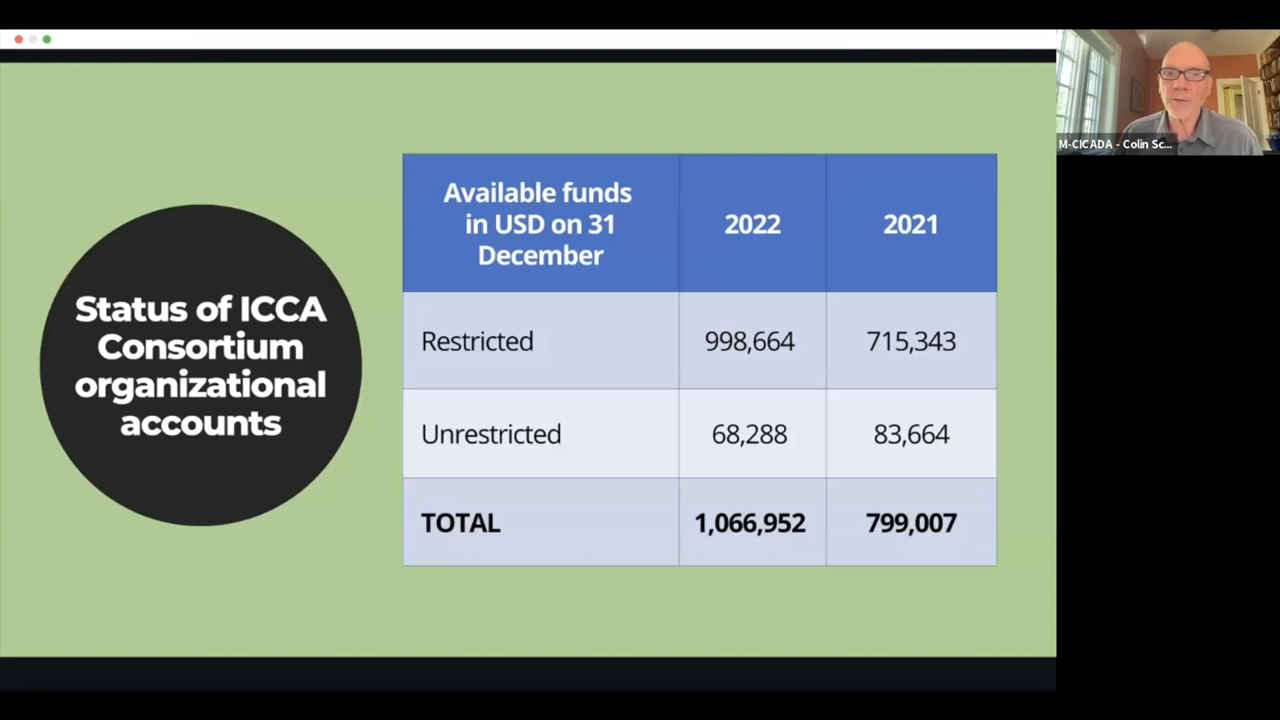 Status of ICCA
Consortium
organizational
accounts
Available funds
in USD on 31
December
2022
2021
Restricted
998,664
715,343
Unrestricted
68,288
83,664
TOTAL
1,066,952
799,007
M-CICADA - Colin Sc...